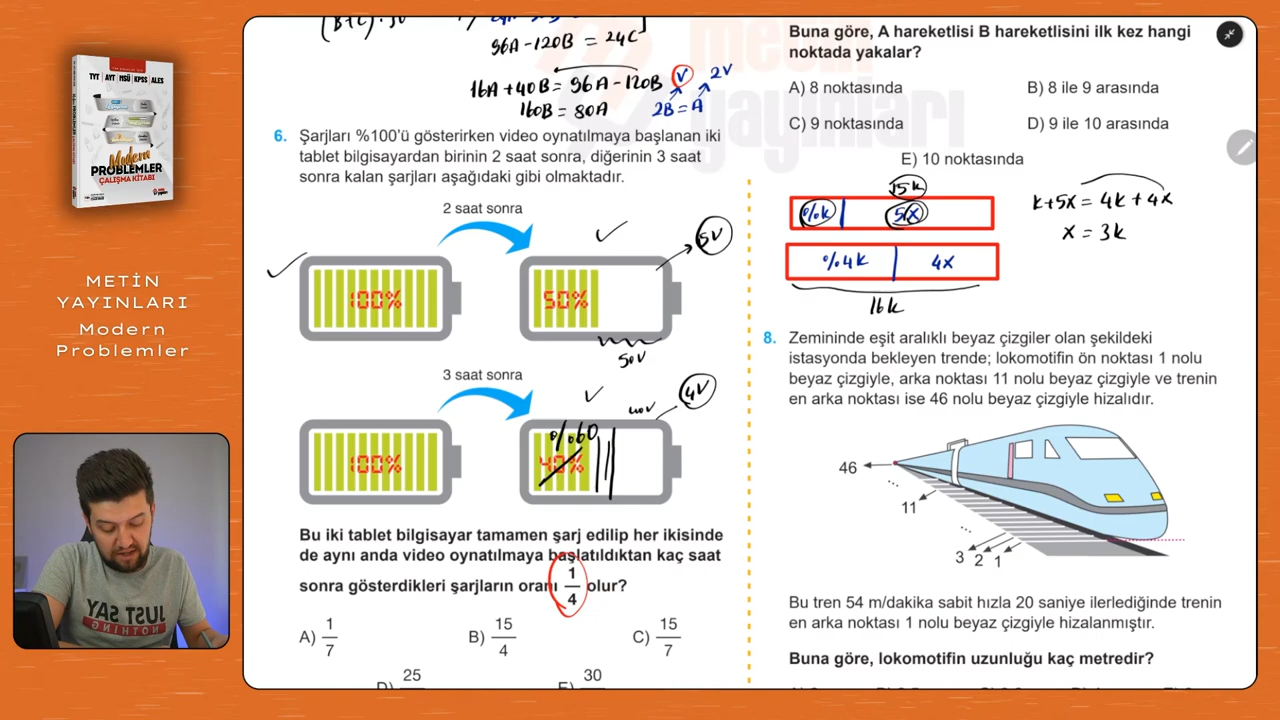 TYT | AYT | MSÜ | KPSS | ALES
Modern
PROBLEMLER
ÇALIŞMA KİTABI
METİN
YAYINLARI
Modern
Problemler
JUST SAY
NOTHING
96A-120B = 24C
16A+40B = 96A-120B
V
2V
160B = 80A
2B = A
6. Şarjları %100'ü gösterirken video oynatılmaya başlanan iki
tablet bilgisayardan birinin 2 saat sonra, diğerinin 3 saat
sonra kalan şarjları aşağıdaki gibi olmaktadır.
2 saat sonra
100%
50%
5V
50V
3 saat sonra
100%
40%
%60
40V
4V
Bu iki tablet bilgisayar tamamen şarj edilip her ikisinde
de aynı anda video oynatılmaya başlatıldıktan kaç saat
sonra gösterdikleri şarjların oranı 1/4 olur?
A) 1/7
B) 15/4
C) 15/7
D) 25
E) 30
Buna göre, A hareketlisi B hareketlisini ilk kez hangi
noktada yakalar?
A) 8 noktasında
B) 8 ile 9 arasında
C) 9 noktasında
D) 9 ile 10 arasında
E) 10 noktasında
metin
yayınları
15k
%k
5x
k+5x = 4k+4x
x = 3k
%4k
4x
16k
8. Zemininde eşit aralıklı beyaz çizgiler olan şekildeki
istasyonda bekleyen trende; lokomotifin ön noktası 1 nolu
beyaz çizgiyle, arka noktası 11 nolu beyaz çizgiyle ve trenin
en arka noktası ise 46 nolu beyaz çizgiyle hizalıdır.
46
...
11
...
3 2 1
Bu tren 54 m/dakika sabit hızla 20 saniye ilerlediğinde trenin
en arka noktası 1 nolu beyaz çizgiyle hizalanmıştır.
Buna göre, lokomotifin uzunluğu kaç metredir?